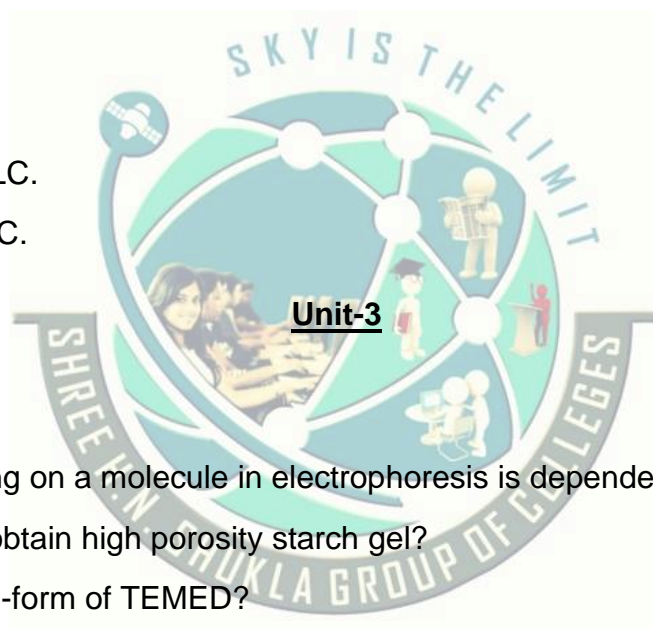 SKY IS THE LIMIT
LC.
C.
Unit-3
SHREE H.N. SHUKLA GROUP OF COLLEGES
ng on a molecule in electrophoresis is depende
obtain high porosity starch gel?
-form of TEMED?